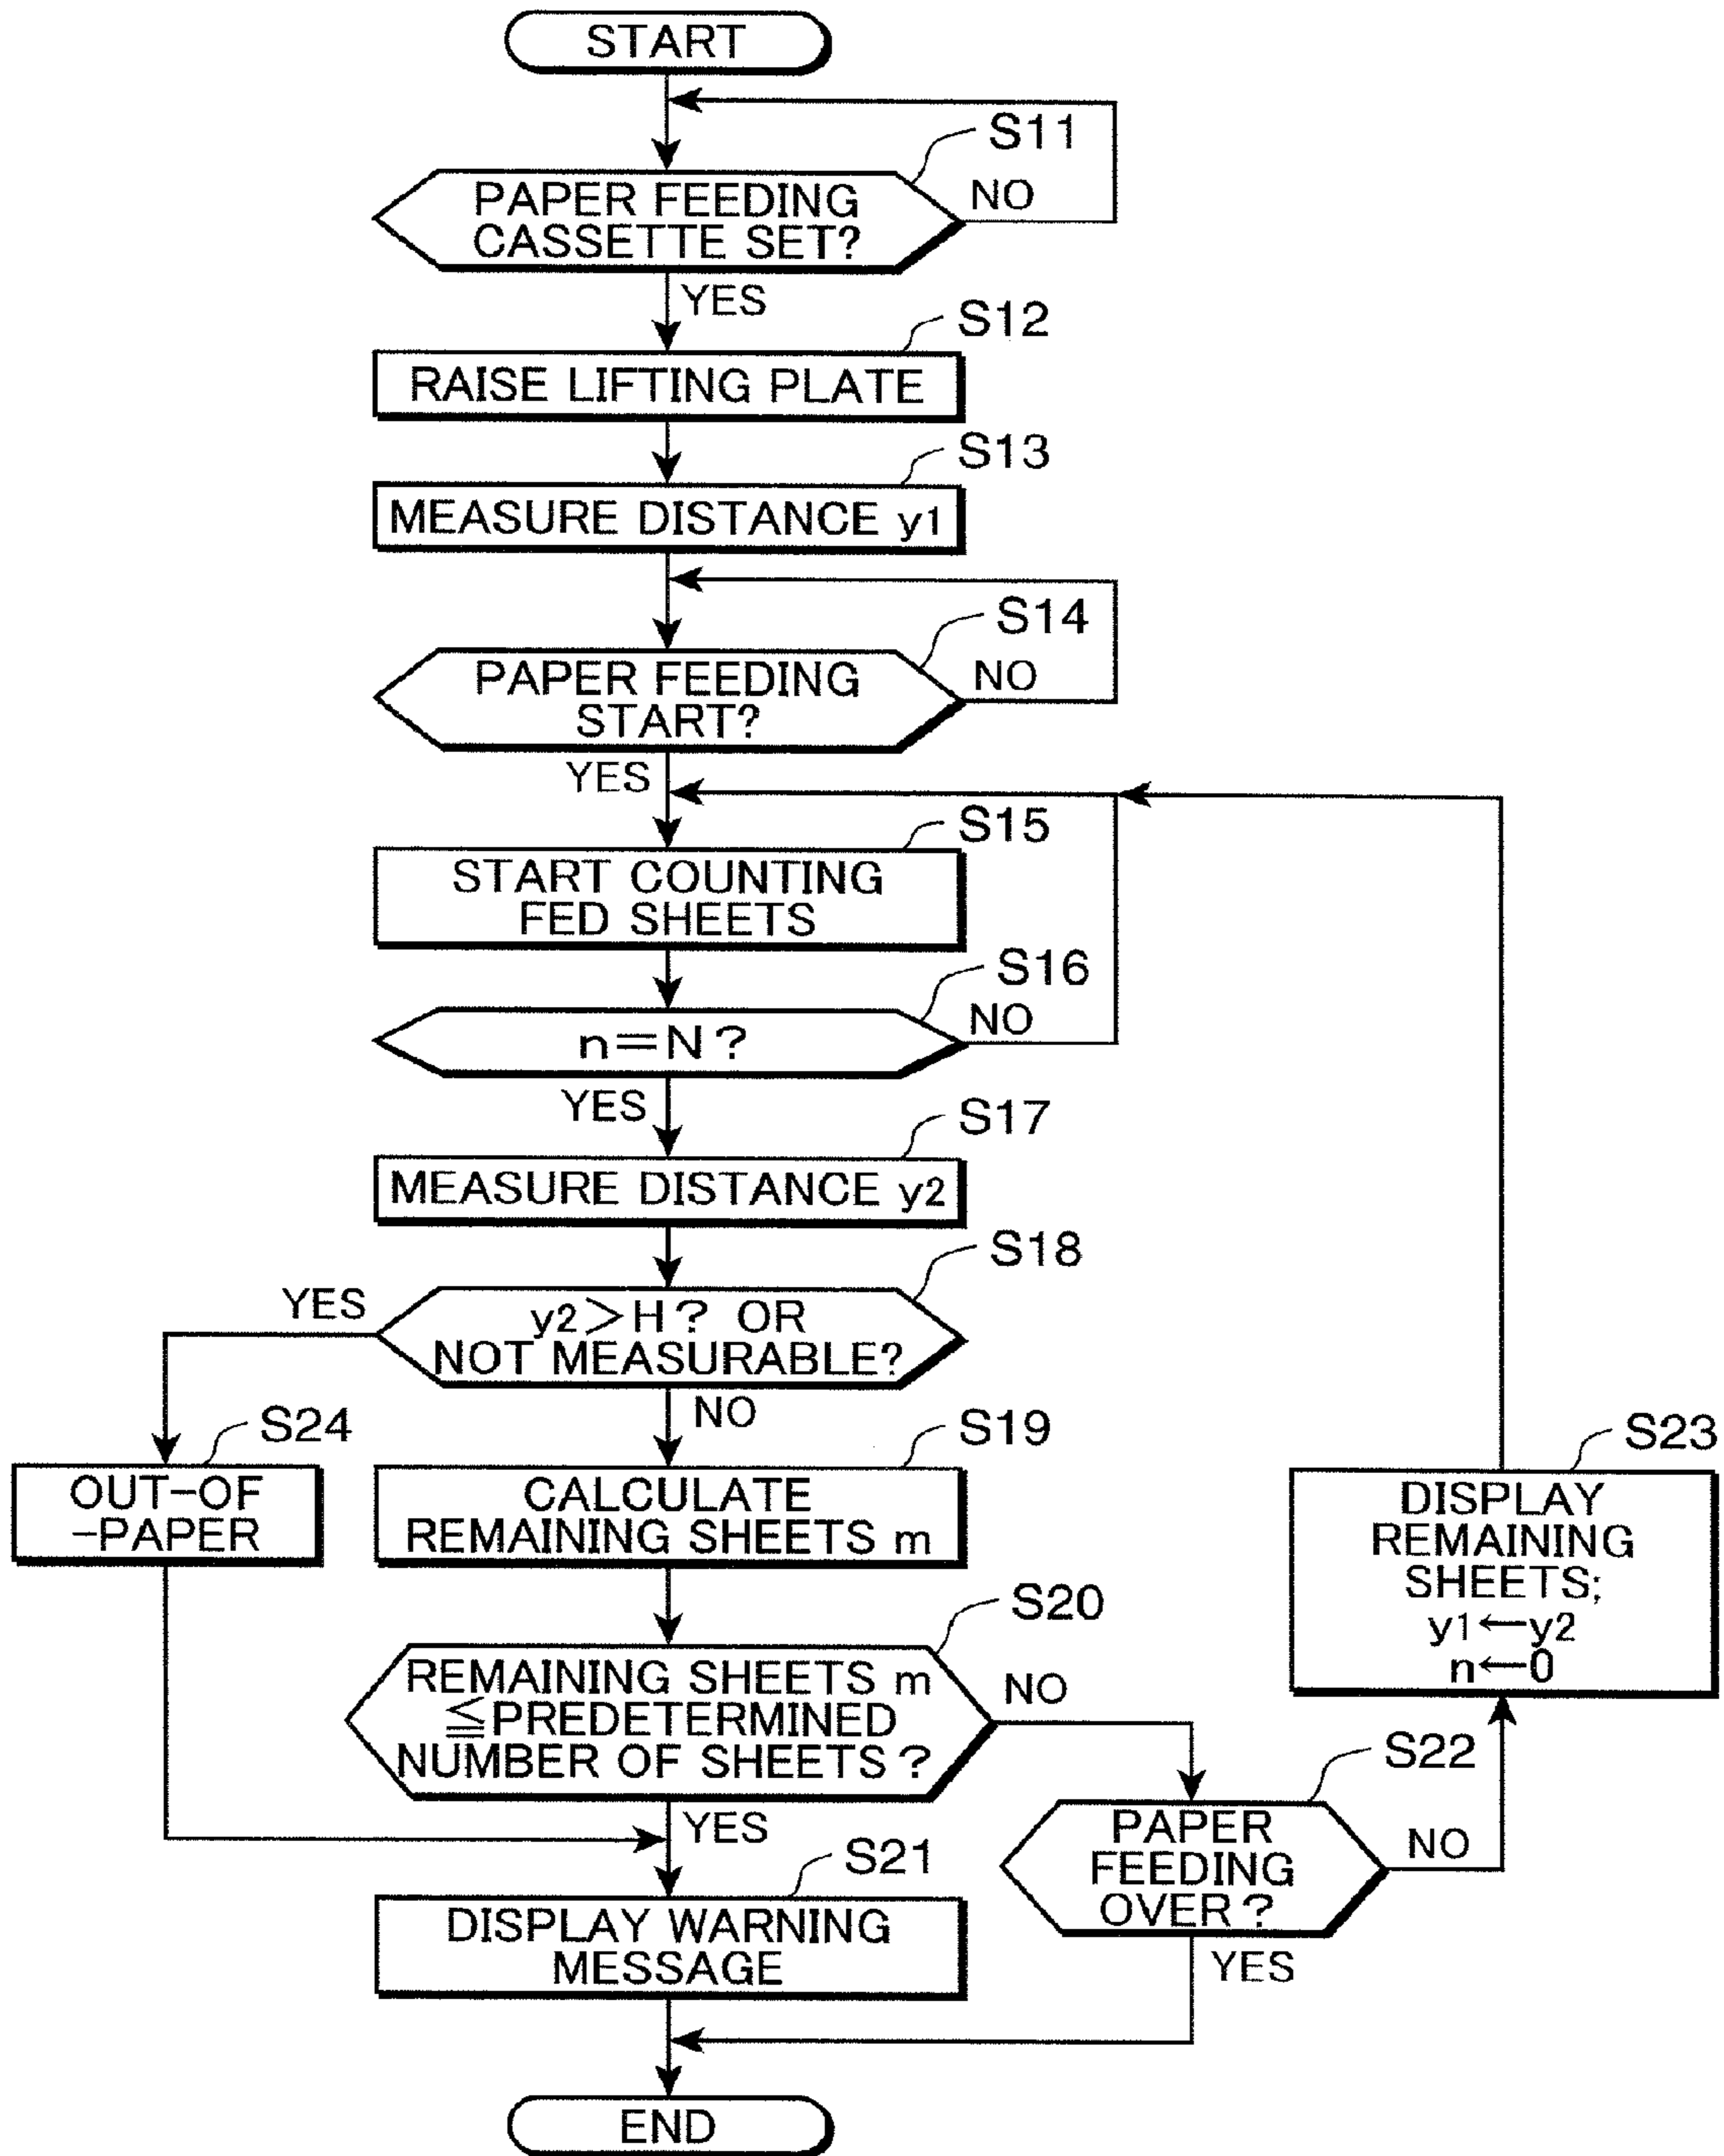 START
S11
PAPER FEEDING
CASSETTE SET?
NO
YES
S12
RAISE LIFTING PLATE
S13
MEASURE DISTANCE y1
S14
PAPER FEEDING
START?
NO
YES
S15
START COUNTING
FED SHEETS
S16
n=N?
NO
YES
S17
MEASURE DISTANCE y2
S18
YES
y2>H? OR
NOT MEASURABLE?
NO
S24
OUT-OF
-PAPER
S19
CALCULATE
REMAINING SHEETS m
S23
DISPLAY
REMAINING
SHEETS;
y1←y2
n←0
S20
REMAINING SHEETS m
≦PREDETERMINED
NUMBER OF SHEETS?
NO
YES
S22
PAPER
FEEDING
OVER?
NO
YES
S21
DISPLAY WARNING
MESSAGE
END